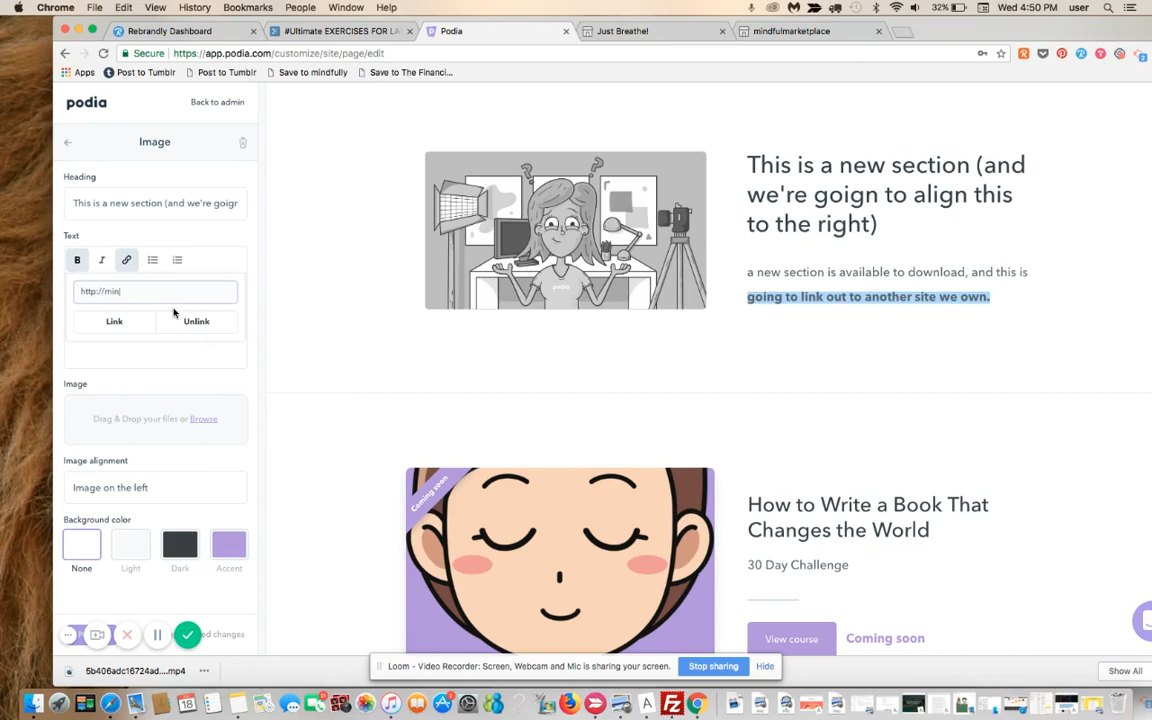 Chrome File Edit View History Bookmarks People Window Help
32% Wed 4:50 PM user
Rebrandly Dashboard
#Ultimate EXERCISES FOR LA
Podia
Just Breathe!
mindfulmarketplace
Secure https://app.podia.com/customize/site/page/edit
Apps Post to Tumblr Post to Tumblr Save to mindfully Save to The Financi...
podia
Back to admin
Image
Heading
This is a new section (and we're goigr
Text
B I
http://min
Link Unlink
Image
Drag & Drop your files or Browse
Image alignment
Image on the left
Background color
None Light Dark Accent
d changes
podia
This is a new section (and
we're goign to align this
to the right)
a new section is available to download, and this is
going to link out to another site we own.
Coming soon
How to Write a Book That
Changes the World
30 Day Challenge
View course Coming soon
Loom - Video Recorder: Screen, Webcam and Mic is sharing your screen. Stop sharing Hide
5b406adc16724ad....mp4
Show All